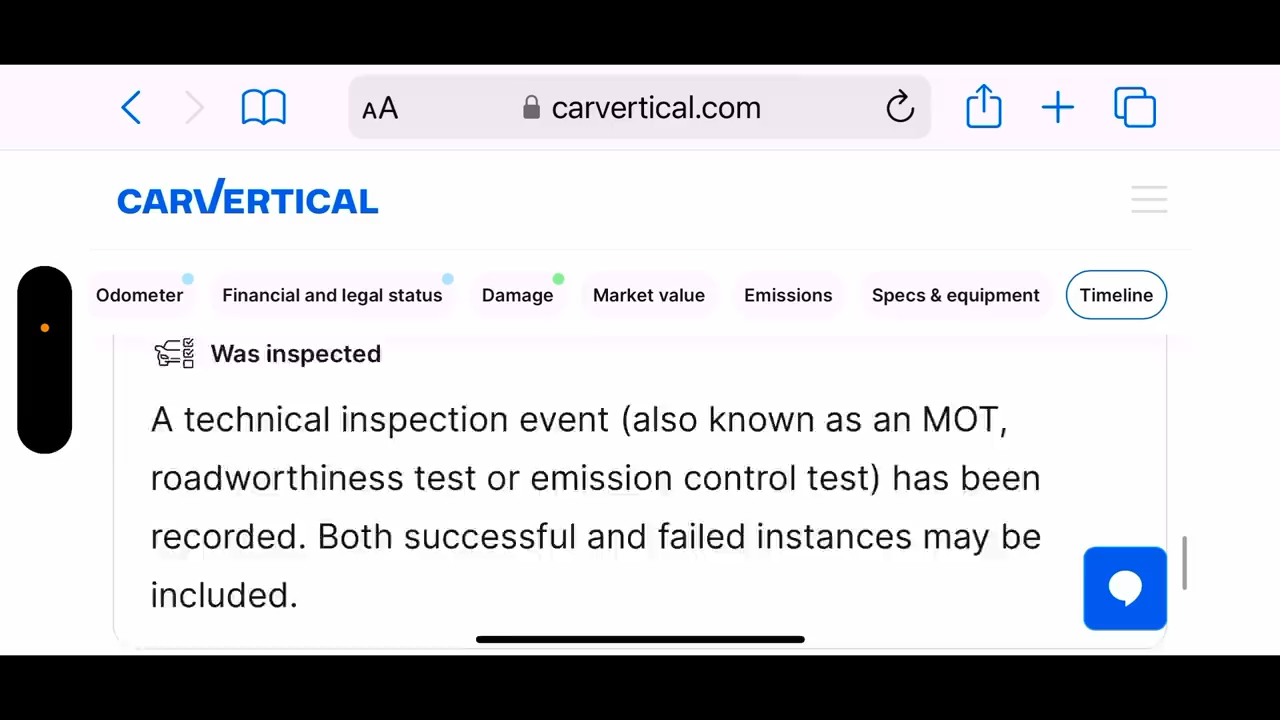 AA
carvertical.com
CARVERTICAL
Odometer
Financial and legal status
Damage
Market value
Emissions
Specs & equipment
Timeline
Was inspected
A technical inspection event (also known as an MOT,
roadworthiness test or emission control test) has been
recorded. Both successful and failed instances may be
included.